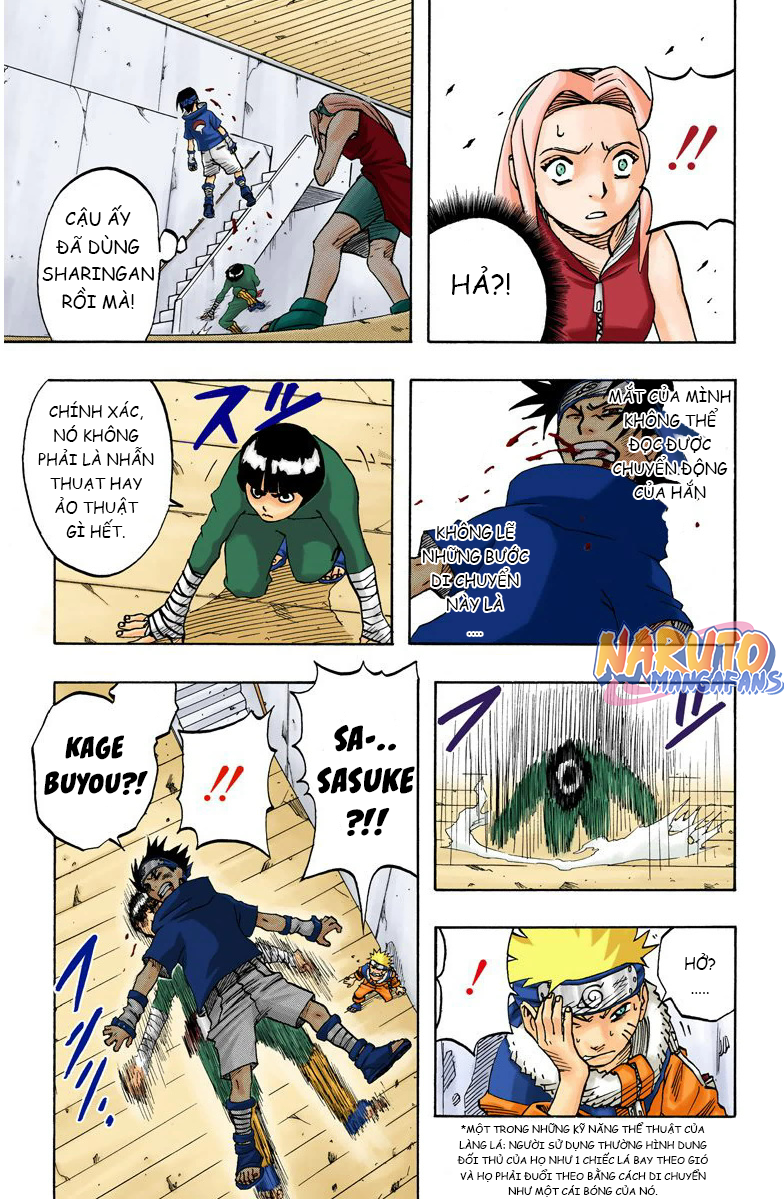 !!
HẢ?!
CẬU ẤY
ĐÃ DÙNG
SHARINGAN
RỒI MÀ!
MẮT CỦA MÌNH
KHÔNG THỂ
ĐỌC ĐƯỢC
CHUYỂN ĐỘNG
CỦA HẮN
KHÔNG LẼ
NHỮNG BƯỚC
DI CHUYỂN
NÀY LÀ
....
スッ
CHÍNH XÁC,
NÓ KHÔNG
PHẢI LÀ NHẪN
THUẠT HAY
ẢO THUẬT
GÌ HẾT.
NARUTO
MANGAFANS
HỞ?
.....
!
SA-..
SASUKE
?!!
!!
KAGE
BUYOU?!
*MỘT TRONG NHỮNG KỸ NĂNG THỂ THUẬT CỦA
LÀNG LÁ: NGƯỜI SỬ DỤNG THƯỜNG HÌNH DUNG
ĐỐI THỦ CỦA HỌ NHƯ 1 CHIẾC LÁ BAY THEO GIÓ
VÀ HỌ PHẢI ĐUỔI THEO BẰNG CÁCH DI CHUYỂN
NHƯ MỘT CÁI BÓNG CỦA NÓ.